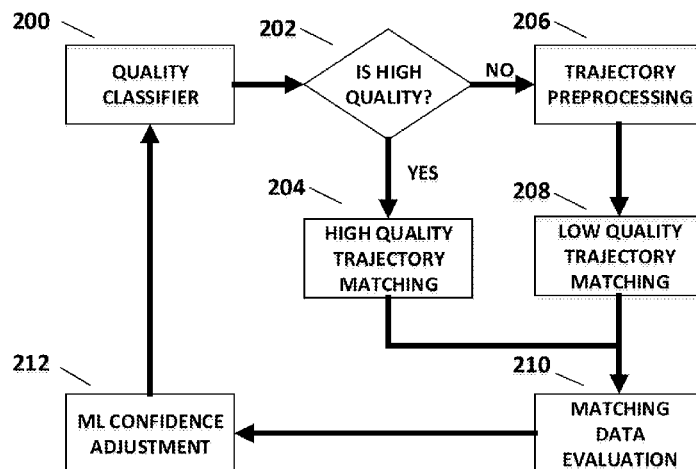 200
QUALITY
CLASSIFIER
202
IS HIGH
QUALITY?
NO
206
TRAJECTORY
PREPROCESSING
YES
204
HIGH QUALITY
TRAJECTORY
MATCHING
208
LOW QUALITY
TRAJECTORY
MATCHING
210
MATCHING
DATA
EVALUATION
212
ML CONFIDENCE
ADJUSTMENT